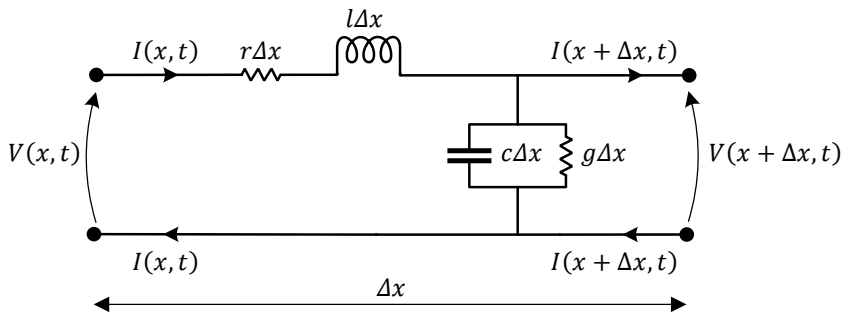 lΔx
I(x, t)
rΔx
I(x + Δx, t)
V(x, t)
cΔx
gΔx
V(x + Δx, t)
I(x, t)
I(x + Δx, t)
Δx